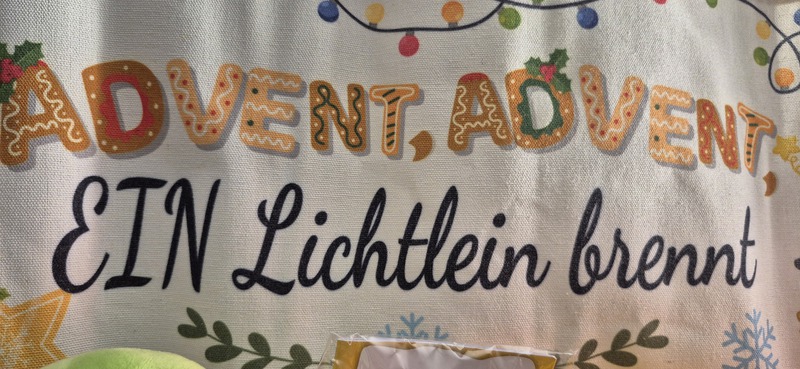 ADVENT, ADVENT,
EIN Lichtlein brennt